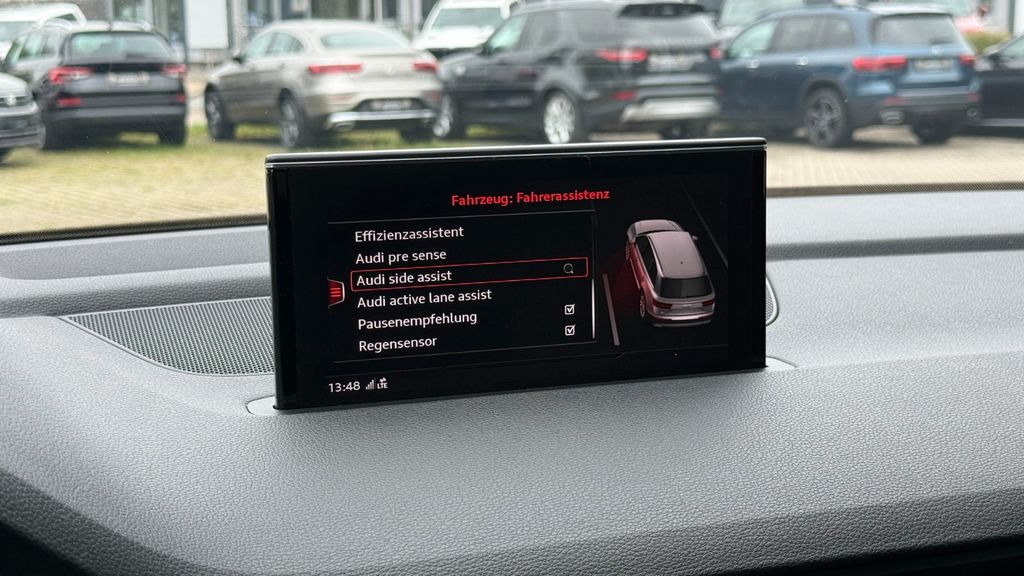 Fahrzeug: Fahrerassistenz
Effizienzassistent
Audi pre sense
Audi side assist
Audi active lane assist
Pausenempfehlung
Regensensor
13:48 LTE